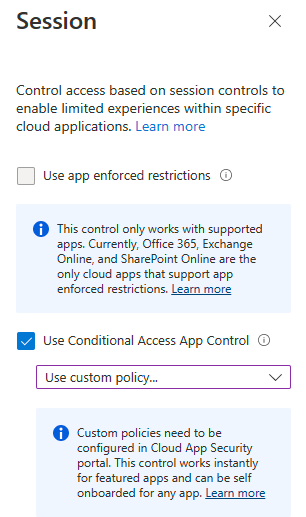 Session
Control access based on session controls to
enable limited experiences within specific
cloud applications. Learn more
Use app enforced restrictions
This control only works with supported
apps. Currently, Office 365, Exchange
Online, and SharePoint Online are the
only cloud apps that support app
enforced restrictions. Learn more
Use Conditional Access App Control
Use custom policy...
Custom policies need to be
configured in Cloud App Security
portal. This control works instantly
for featured apps and can be self
onboarded for any app. Learn more